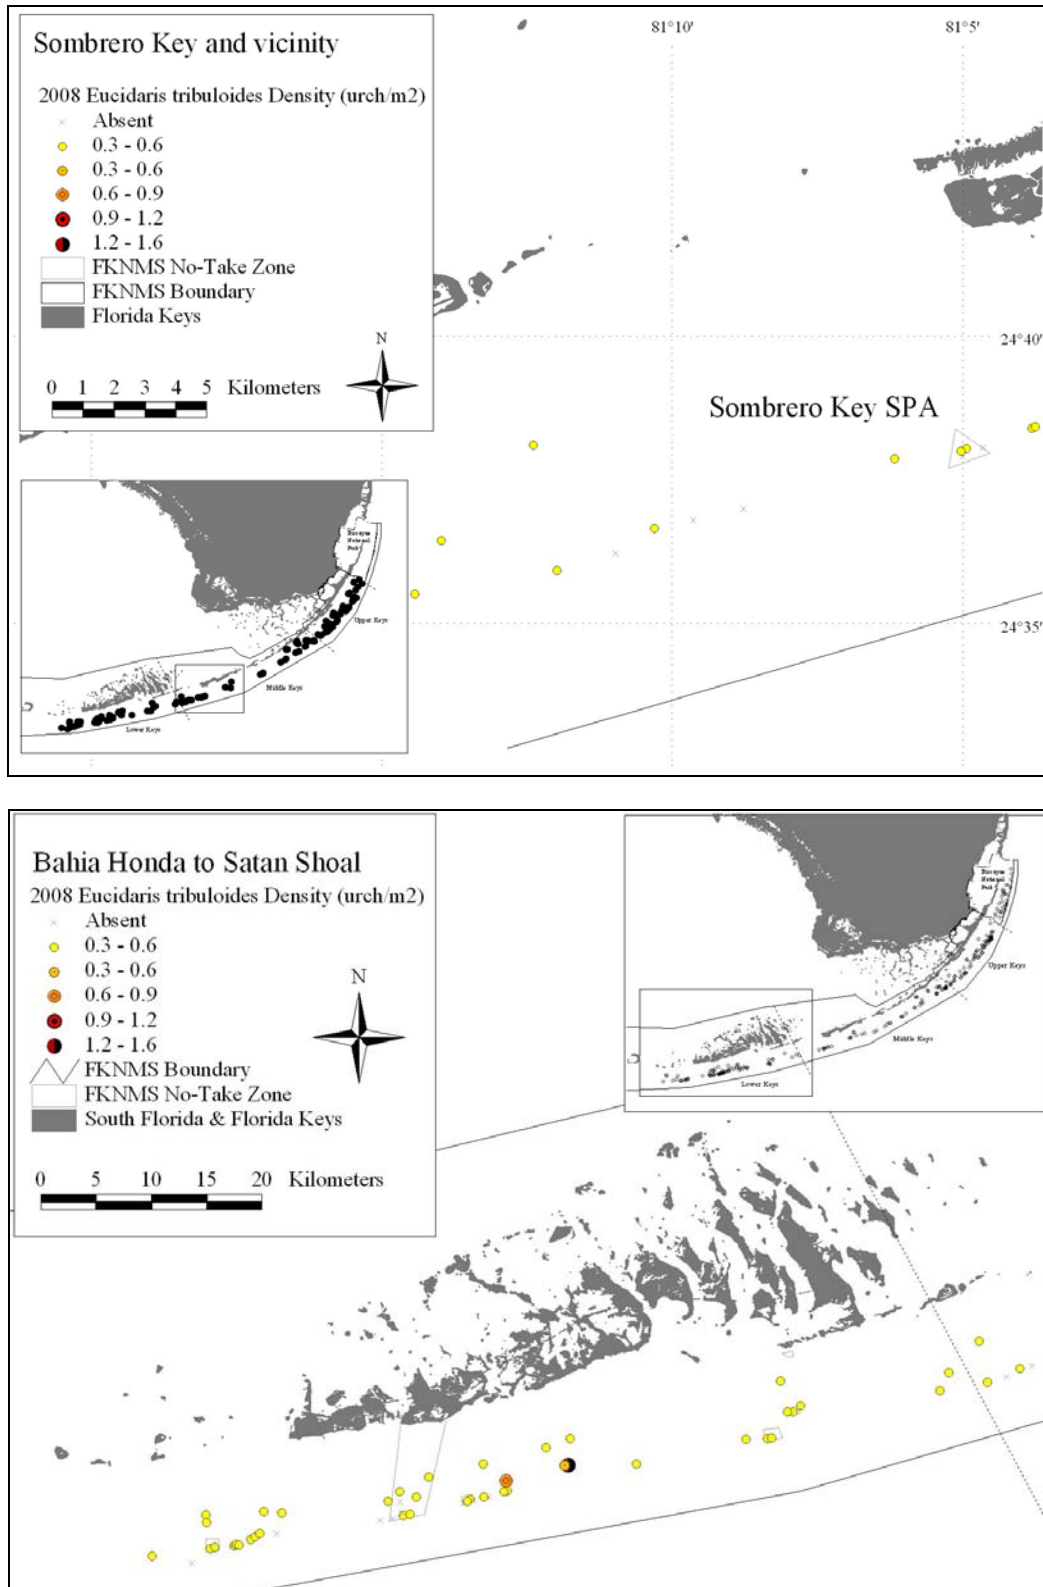 Sombrero Key and vicinity
2008 Eucidaris tribuloides Density (urch/m2)
Absent
0.3 - 0.6
0.3 - 0.6
0.6 - 0.9
0.9 - 1.2
1.2 - 1.6
FKNMS No-Take Zone
FKNMS Boundary
Florida Keys
N
0 1 2 3 4 5 Kilometers
81°10'
81°5'
24°40'
Sombrero Key SPA
24°35'
Biscayne
National
Park
Upper Keys
Middle Keys
Lower Keys
Bahia Honda to Satan Shoal
2008 Eucidaris tribuloides Density (urch/m2)
Absent
0.3 - 0.6
0.3 - 0.6
0.6 - 0.9
0.9 - 1.2
1.2 - 1.6
FKNMS Boundary
FKNMS No-Take Zone
South Florida & Florida Keys
N
0 5 10 15 20 Kilometers
Biscayne
National
Park
Upper Keys
Middle Keys
Lower Keys